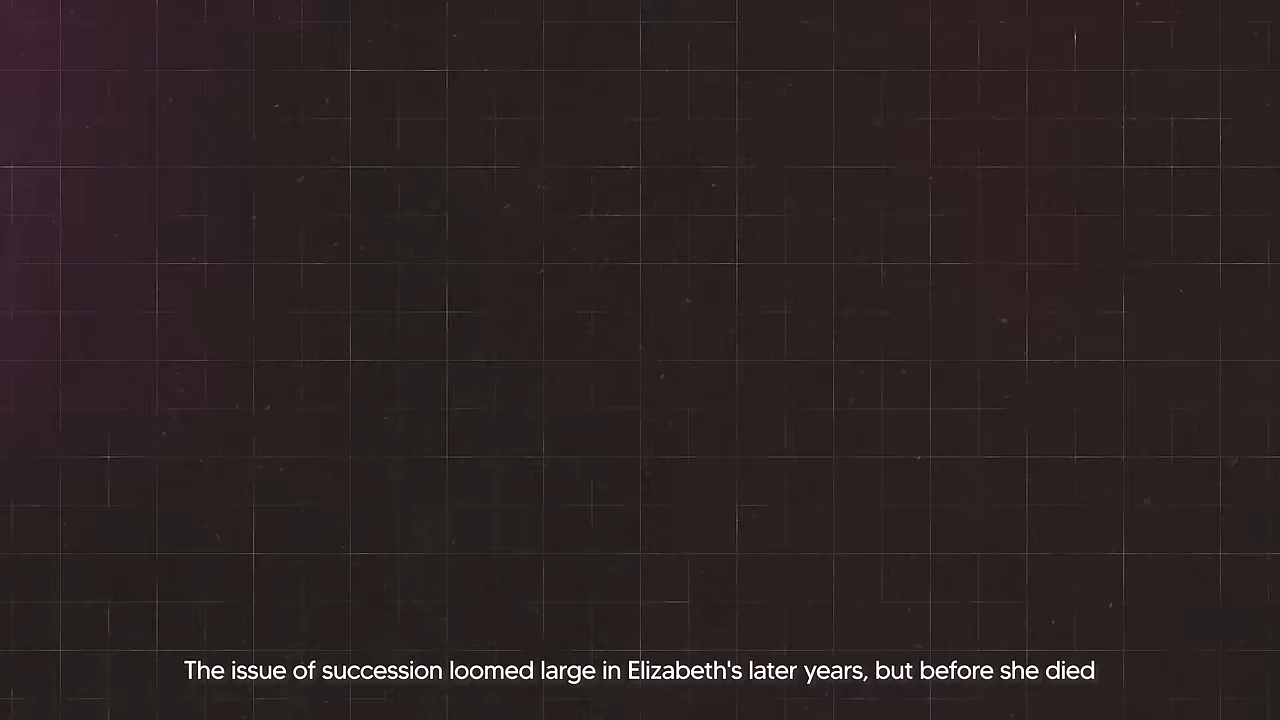 The issue of succession loomed large in Elizabeth's later years, but before she died